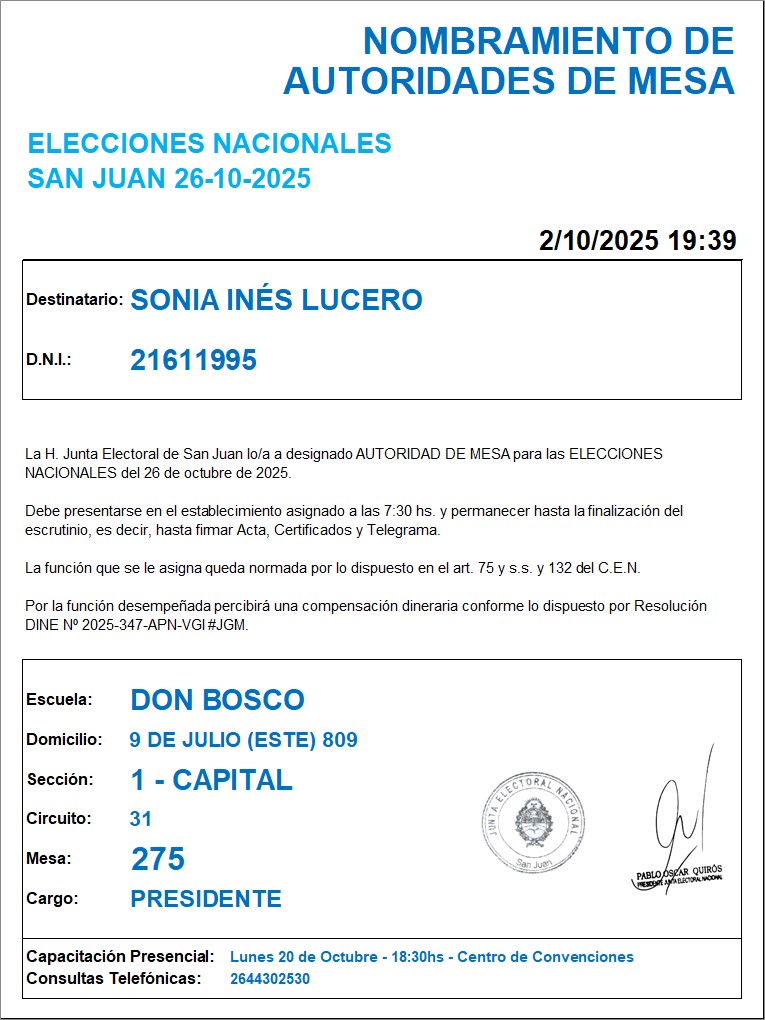 NOMBRAMIENTO DE
AUTORIDADES DE MESA
ELECCIONES NACIONALES
SAN JUAN 26-10-2025
2/10/2025 19:39
Destinatario: SONIA INÉS LUCERO
D.N.I.: 21611995
La H. Junta Electoral de San Juan lo/a a designado AUTORIDAD DE MESA para las ELECCIONES
NACIONALES del 26 de octubre de 2025.
Debe presentarse en el establecimiento asignado a las 7:30 hs. y permanecer hasta la finalización del
escrutinio, es decir, hasta firmar Acta, Certificados y Telegrama.
La función que se le asigna queda normada por lo dispuesto en el art. 75 y s.s. y 132 del C.E.N.
Por la función desempeñada percibirá una compensación dineraria conforme lo dispuesto por Resolución
DINE Nº 2025-347-APN-VGI#JGM.
Escuela: DON BOSCO
Domicilio: 9 DE JULIO (ESTE) 809
Sección: 1 - CAPITAL
Circuito: 31
Mesa: 275
Cargo: PRESIDENTE
JUNTA ELECTORAL NACIONAL
San Juan
PABLO OSCAR QUIRÓS
PRESIDENTE JUNTA ELECTORAL NACIONAL
Capacitación Presencial: Lunes 20 de Octubre - 18:30hs - Centro de Convenciones
Consultas Telefónicas: 2644302530